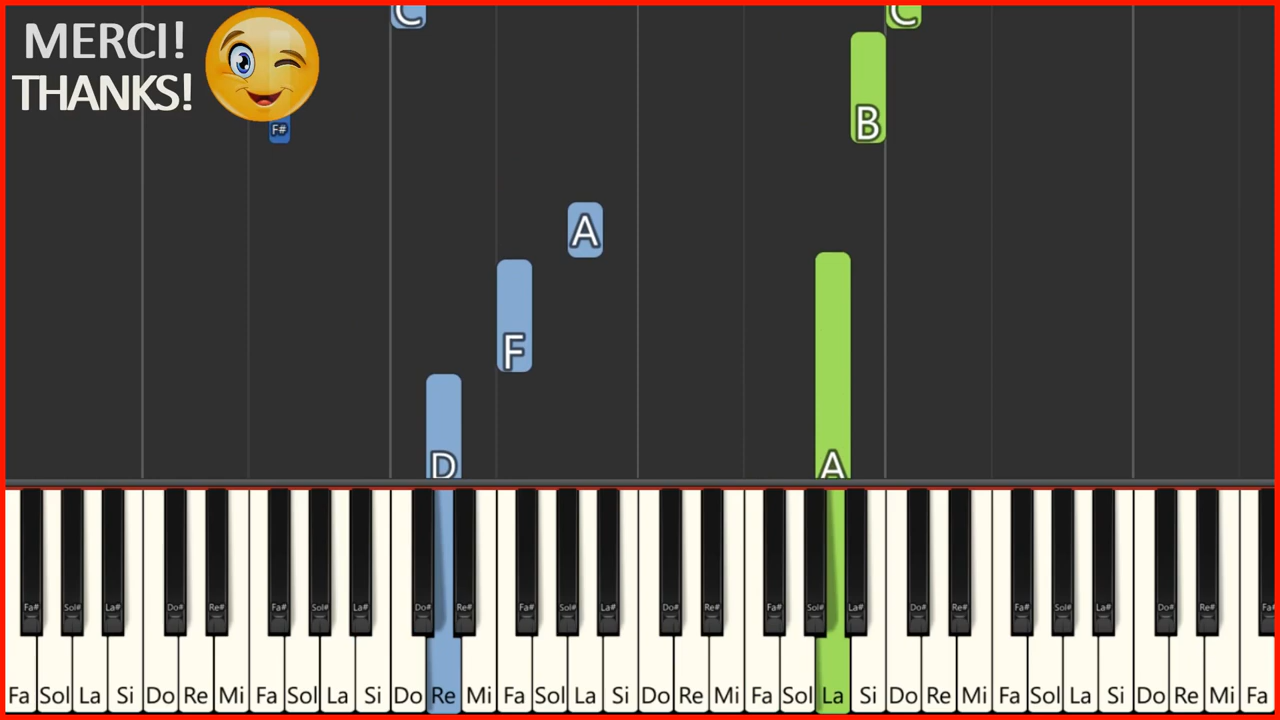 MERCI!
THANKS!
C
C
B
F#
A
F
D
A
Fa# Sol# La# Do# Re# Fa# Sol# La# Do# Re# Fa# Sol# La# Do# Re# Fa# Sol# La# Do# Re# Fa# Sol# La# Do# Re# Fa
Fa Sol La Si Do Re Mi Fa Sol La Si Do Re Mi Fa Sol La Si Do Re Mi Fa Sol La Si Do Re Mi Fa Sol La Si Do Re Mi Fa